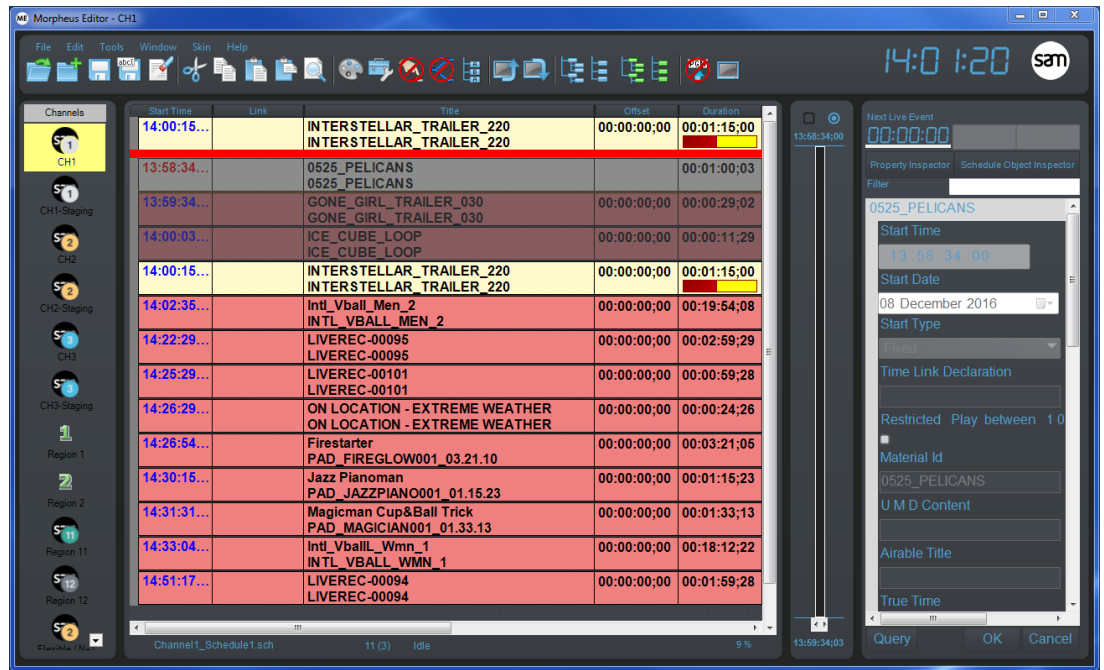 Morpheus Editor - CH1
File Edit Tools Window Skin Help
14:01:20
sam
Channels
CH1
CH1-Staging
CH2
CH2-Staging
CH3
CH3-Staging
1
Region 1
2
Region 2
11
Region 11
12
Region 12
Start Time Link Title Offset Duration
14:00:15... INTERSTELLAR_TRAILER_220 00:00:00;00 00:01:15;00
INTERSTELLAR_TRAILER_220
13:58:34... 0525_PELICANS 00:01:00;03
0525_PELICANS
13:59:34... GONE_GIRL_TRAILER_030 00:00:00;00 00:00:29;02
GONE_GIRL_TRAILER_030
14:00:03... ICE_CUBE_LOOP 00:00:00;00 00:00:11;29
ICE_CUBE_LOOP
14:00:15... INTERSTELLAR_TRAILER_220 00:00:00;00 00:01:15;00
INTERSTELLAR_TRAILER_220
14:02:35... Intl_Vball_Men_2 00:00:00;00 00:19:54;08
INTL_VBALL_MEN_2
14:22:29... LIVEREC-00095 00:00:00;00 00:02:59;29
LIVEREC-00095
14:25:29... LIVEREC-00101 00:00:00;00 00:00:59;28
LIVEREC-00101
14:26:29... ON LOCATION - EXTREME WEATHER 00:00:00;00 00:00:24;26
ON LOCATION - EXTREME WEATHER
14:26:54... Firestarter 00:00:00;00 00:03:21;05
PAD_FIREGLOW001_03.21.10
14:30:15... Jazz Pianoman 00:00:00;00 00:01:15;23
PAD_JAZZPIANO001_01.15.23
14:31:31... Magicman Cup&Ball Trick 00:00:00;00 00:01:33;13
PAD_MAGICIAN001_01.33.13
14:33:04... Intl_VballL_Wmn_1 00:00:00;00 00:18:12;22
INTL_VBALL_WMN_1
14:51:17... LIVEREC-00094 00:00:00;00 00:01:59;28
LIVEREC-00094
Channel1_Schedule1.sch 11 (3) Idle 9 %
13:58:34;00
13:59:34;03
Next Live Event
00:00:00
Property Inspector Schedule Object Inspector
Filter
0525_PELICANS
Start Time
13:58:34:00
Start Date
08 December 2016
Start Type
Fixed
Time Link Declaration
Restricted Play between 1 0
Material Id
0525_PELICANS
U M D Content
Airable Title
True Time
Query OK Cancel